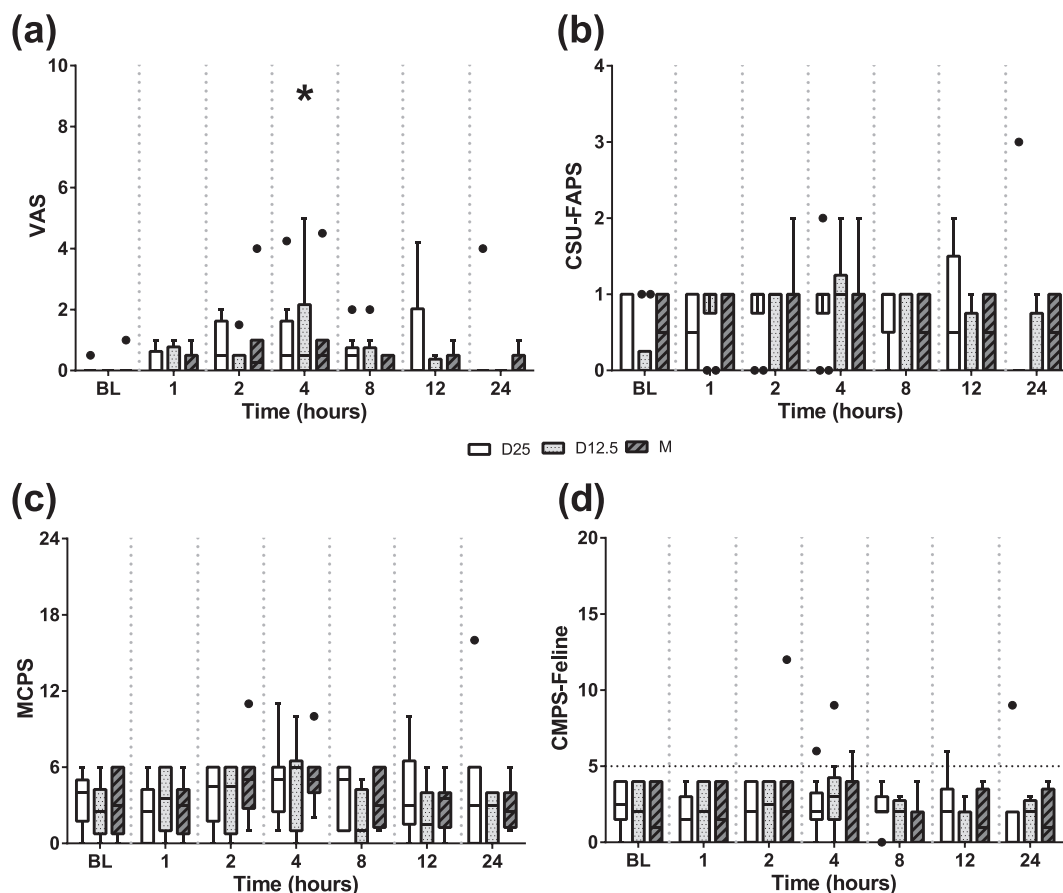 (a)
10
8
6
4
2
0
VAS
*
BL 1 2 4 8 12 24
Time (hours)
(b)
4
3
2
1
0
CSU-FAPS
BL 1 2 4 8 12 24
Time (hours)
D25 D12.5 M
(c)
24
18
12
6
0
MCPS
BL 1 2 4 8 12 24
Time (hours)
(d)
20
15
10
5
0
CMPS-Feline
BL 1 2 4 8 12 24
Time (hours)